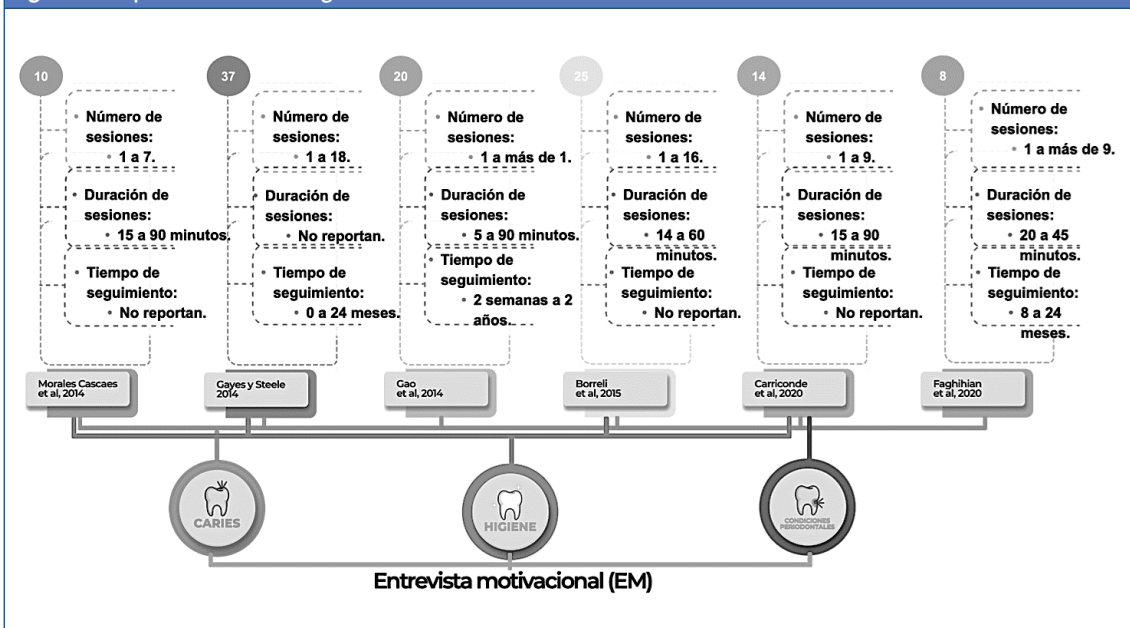 10
• Número de
sesiones:
• 1 a 7.
• Duración de
sesiones:
• 15 a 90 minutos.
• Tiempo de
seguimiento:
• No reportan.
Morales Cascaes
et al, 2014
37
• Número de
sesiones:
• 1 a 18.
• Duración de
sesiones:
• No reportan.
• Tiempo de
seguimiento:
• 0 a 24 meses.
Gayes y Steele
2014
20
• Número de
sesiones:
• 1 a más de 1.
• Duración de
sesiones:
• 5 a 90 minutos.
• Tiempo de
seguimiento:
• 2 semanas a 2
años.
Gao
et al, 2014
25
• Número de
sesiones:
• 1 a 16.
• Duración de
sesiones:
• 14 a 60
minutos.
• Tiempo de
seguimiento:
• No reportan.
Borreli
et al, 2015
14
• Número de
sesiones:
• 1 a 9.
• Duración de
sesiones:
• 15 a 90
minutos.
• Tiempo de
seguimiento:
• No reportan.
Carriconde
et al, 2020
8
• Número de
sesiones:
• 1 a más de 9.
• Duración de
sesiones:
• 20 a 45
minutos.
• Tiempo de
seguimiento:
• 8 a 24
meses.
Faghihian
et al, 2020
CARIES
HIGIENE
CONDICIONES
PERIODONTALES
Entrevista motivacional (EM)